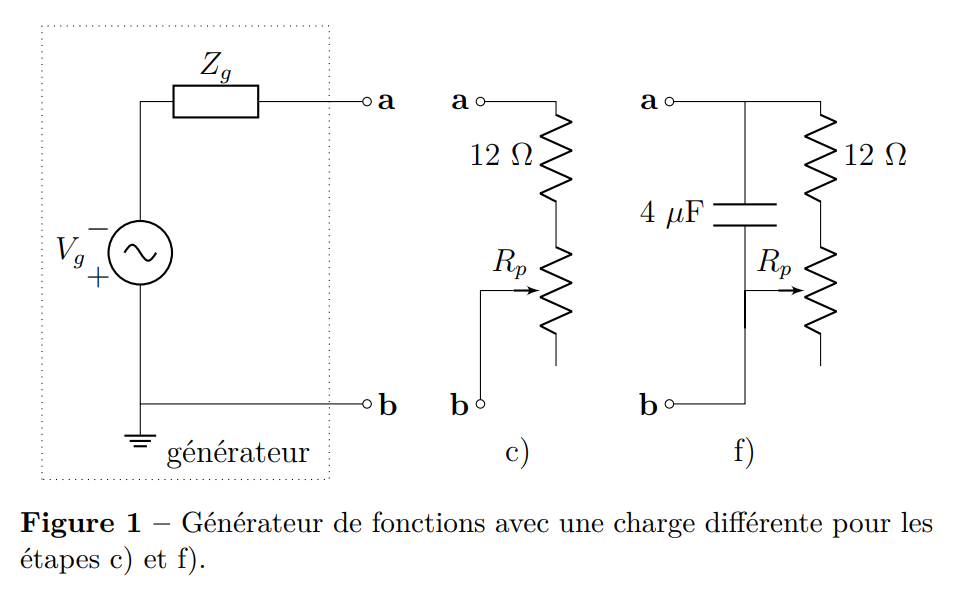 Z_g
a
a
a
12 Ω
12 Ω
4 μF
−
V_g
+
R_p
R_p
b
b
b
générateur
c)
f)
Figure 1 – Générateur de fonctions avec une charge différente pour les
étapes c) et f).